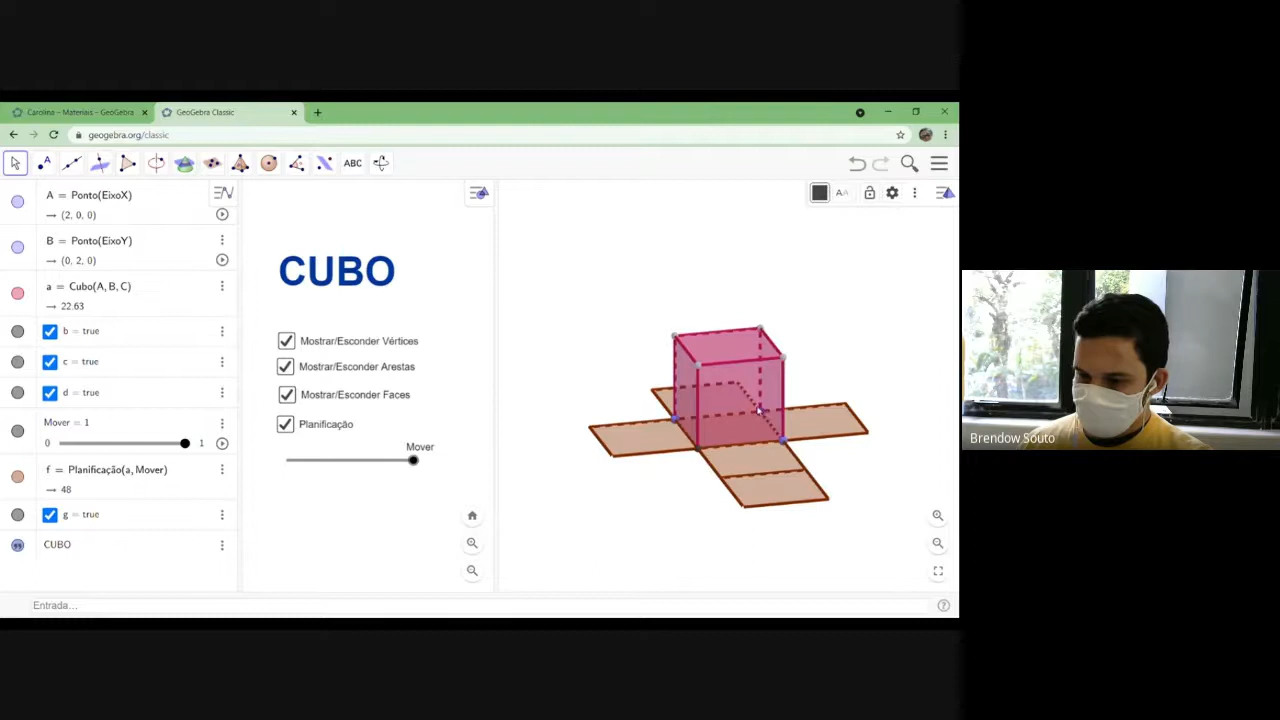 Carolina – Materiais – GeoGebra
GeoGebra Classic
geogebra.org/classic
ABC
AA
A = Ponto(EixoX)
→ (2, 0, 0)
B = Ponto(EixoY)
→ (0, 2, 0)
a = Cubo(A, B, C)
→ 22.63
b = true
c = true
d = true
Mover = 1
0
1
f = Planificação(a, Mover)
→ 48
g = true
CUBO
CUBO
Mostrar/Esconder Vértices
Mostrar/Esconder Arestas
Mostrar/Esconder Faces
Planificação
Mover
Entrada…
Brendow Souto